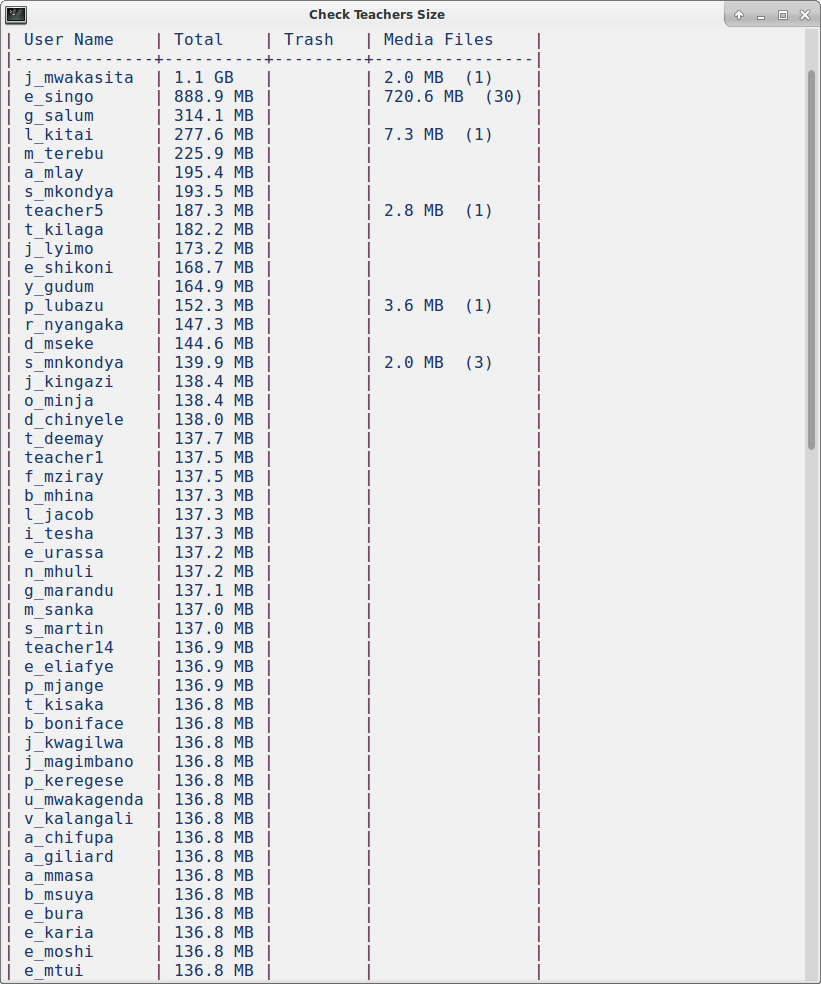 Check Teachers Size
| User Name    | Total    | Trash   | Media Files    |
|--------------+----------+---------+----------------|
| j_mwakasita  | 1.1 GB   |         | 2.0 MB  (1)    |
| e_singo      | 888.9 MB |         | 720.6 MB  (30) |
| g_salum      | 314.1 MB |         |                |
| l_kitai      | 277.6 MB |         | 7.3 MB  (1)    |
| m_terebu     | 225.9 MB |         |                |
| a_mlay       | 195.4 MB |         |                |
| s_mkondya    | 193.5 MB |         |                |
| teacher5     | 187.3 MB |         | 2.8 MB  (1)    |
| t_kilaga     | 182.2 MB |         |                |
| j_lyimo      | 173.2 MB |         |                |
| e_shikoni    | 168.7 MB |         |                |
| y_gudum      | 164.9 MB |         |                |
| p_lubazu     | 152.3 MB |         | 3.6 MB  (1)    |
| r_nyangaka   | 147.3 MB |         |                |
| d_mseke      | 144.6 MB |         |                |
| s_mnkondya   | 139.9 MB |         | 2.0 MB  (3)    |
| j_kingazi    | 138.4 MB |         |                |
| o_minja      | 138.4 MB |         |                |
| d_chinyele   | 138.0 MB |         |                |
| t_deemay     | 137.7 MB |         |                |
| teacher1     | 137.5 MB |         |                |
| f_mziray     | 137.5 MB |         |                |
| b_mhina      | 137.3 MB |         |                |
| l_jacob      | 137.3 MB |         |                |
| i_tesha      | 137.3 MB |         |                |
| e_urassa     | 137.2 MB |         |                |
| n_mhuli      | 137.2 MB |         |                |
| g_marandu    | 137.1 MB |         |                |
| m_sanka      | 137.0 MB |         |                |
| s_martin     | 137.0 MB |         |                |
| teacher14    | 136.9 MB |         |                |
| e_eliafye    | 136.9 MB |         |                |
| p_mjange     | 136.9 MB |         |                |
| t_kisaka     | 136.8 MB |         |                |
| b_boniface   | 136.8 MB |         |                |
| j_kwagilwa   | 136.8 MB |         |                |
| j_magimbano  | 136.8 MB |         |                |
| p_keregese   | 136.8 MB |         |                |
| u_mwakagenda | 136.8 MB |         |                |
| v_kalangali  | 136.8 MB |         |                |
| a_chifupa    | 136.8 MB |         |                |
| a_giliard    | 136.8 MB |         |                |
| a_mmasa      | 136.8 MB |         |                |
| b_msuya      | 136.8 MB |         |                |
| e_bura       | 136.8 MB |         |                |
| e_karia      | 136.8 MB |         |                |
| e_moshi      | 136.8 MB |         |                |
| e_mtui       | 136.8 MB |         |                |